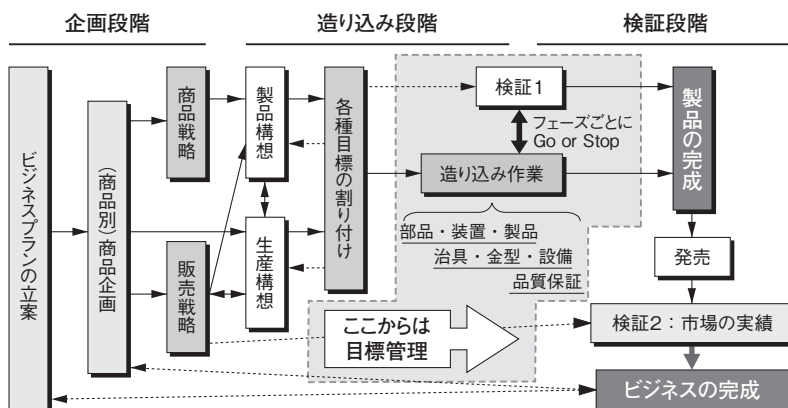 企画段階
造り込み段階
検証段階
ビジネスプランの立案
(商品別)商品企画
商品戦略
販売戦略
製品構想
生産構想
各種目標の割り付け
検証1
フェーズごとに
Go or Stop
造り込み作業
部品・装置・製品
治具・金型・設備
品質保証
ここからは
目標管理
製品の完成
発売
検証2:市場の実績
ビジネスの完成